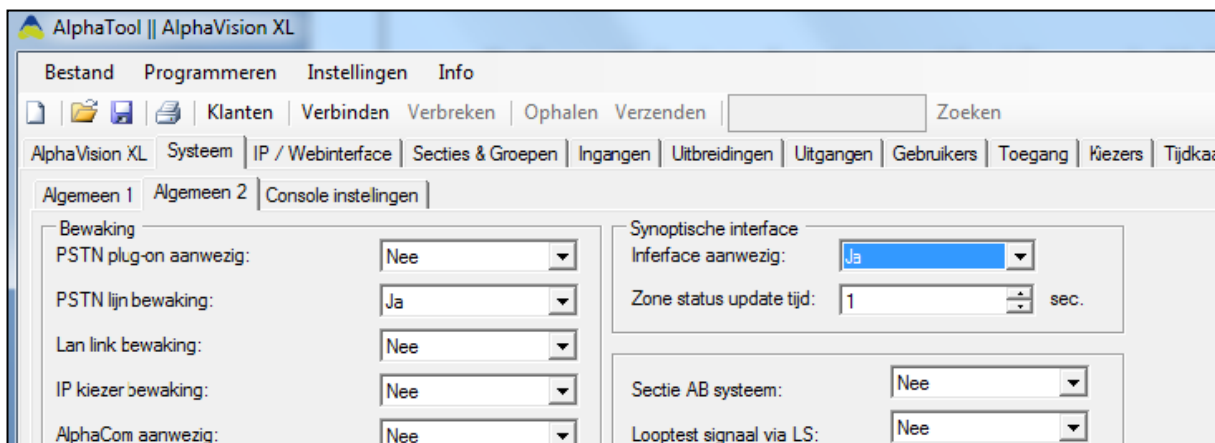 AlphaTool || AlphaVision XL
Bestand Programmeren Instellingen Info
Klanten Verbinden Verbreken Ophalen Verzenden Zoeken
AlphaVision XL Systeem IP / Webinterface Secties & Groepen Ingangen Uitbreidingen Uitgangen Gebruikers Toegang Kiezers Tijdkaa
Algemeen 1 Algemeen 2 Console instelingen
Bewaking
PSTN plug-on aanwezig: Nee
PSTN lijn bewaking: Ja
Lan link bewaking: Nee
IP kiezer bewaking: Nee
AlphaCom aanwezig: Nee
Synoptische interface
Inferface aanwezig: Ja
Zone status update tijd: 1 sec.
Sectie AB systeem: Nee
Looptest signaal via LS: Nee